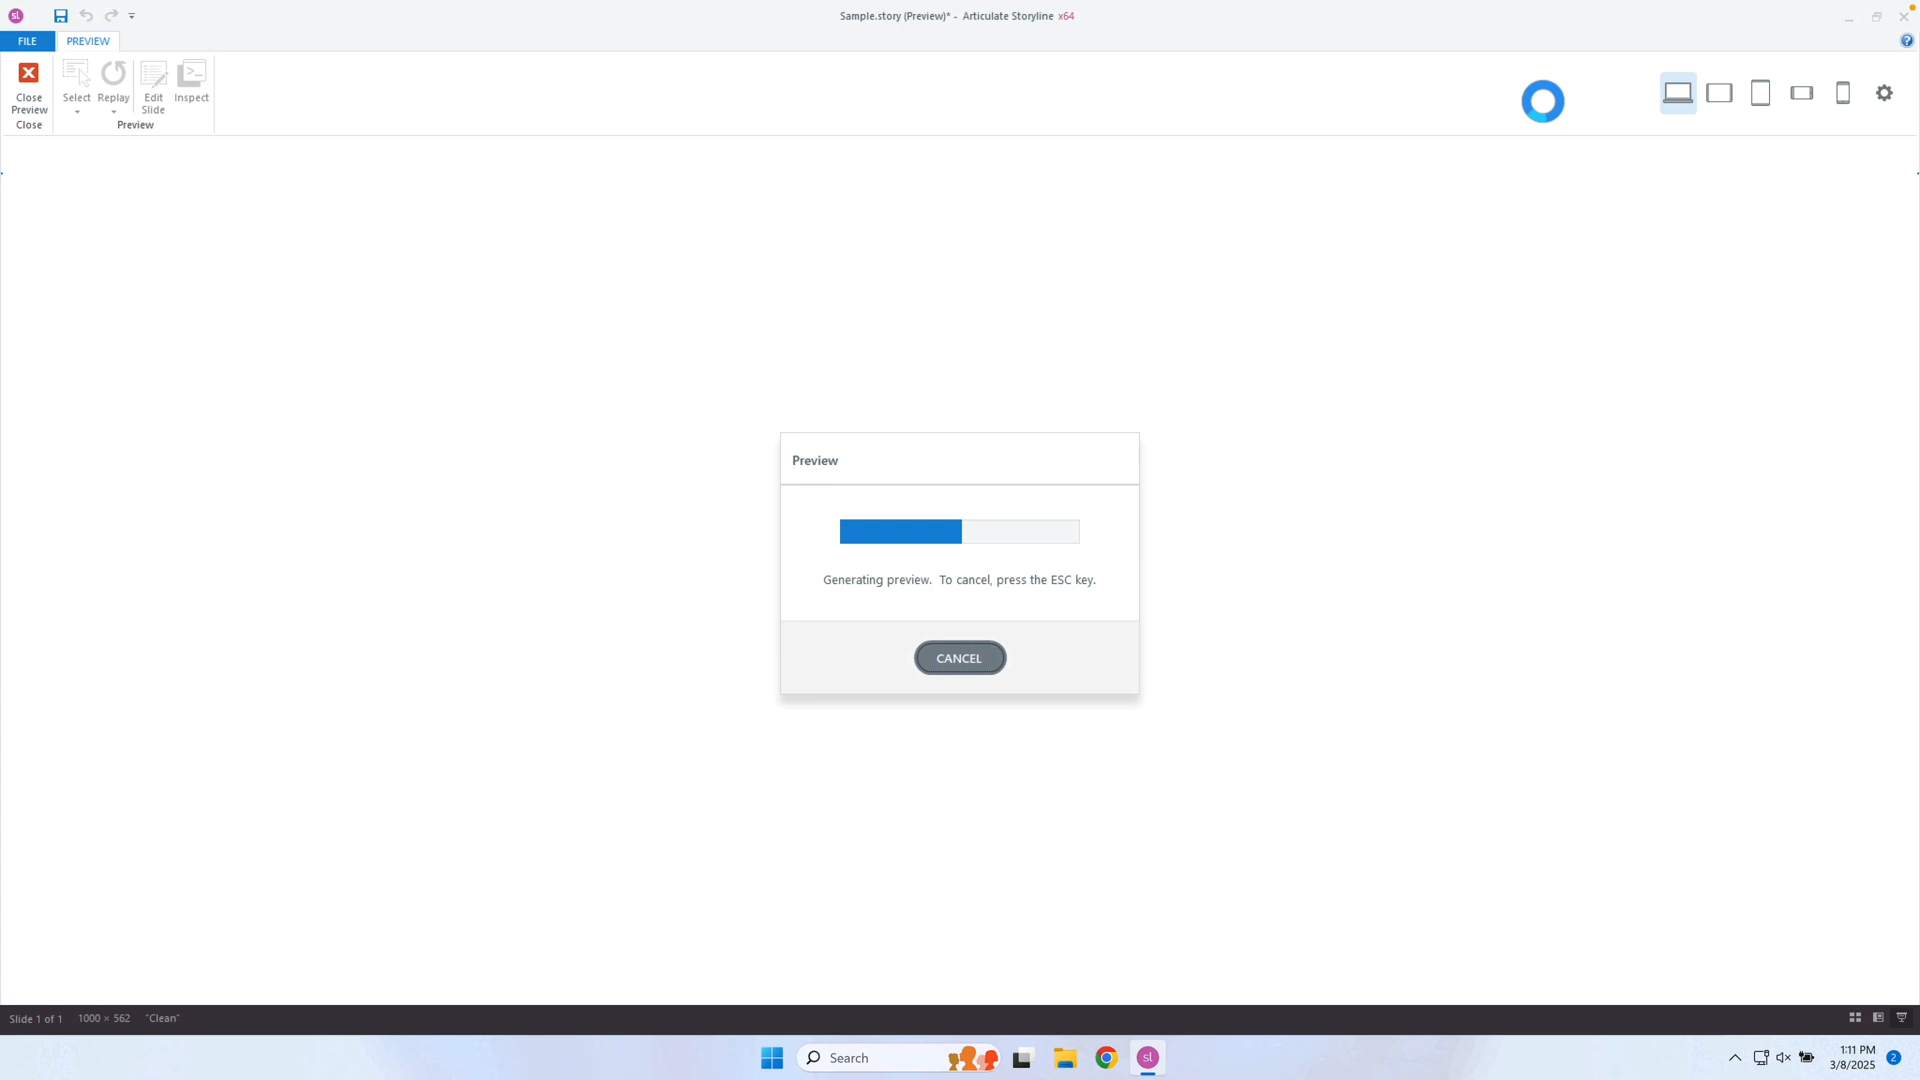 sl
Sample.story (Preview)* - Articulate Storyline x64
FILE
PREVIEW
?
Close Preview
Select
Replay
Edit Slide
Inspect
Close
Preview
Preview
Generating preview. To cancel, press the ESC key.
CANCEL
Slide 1 of 1
1000 × 562
"Clean"
Search
sl
1:11 PM
3/8/2025
2